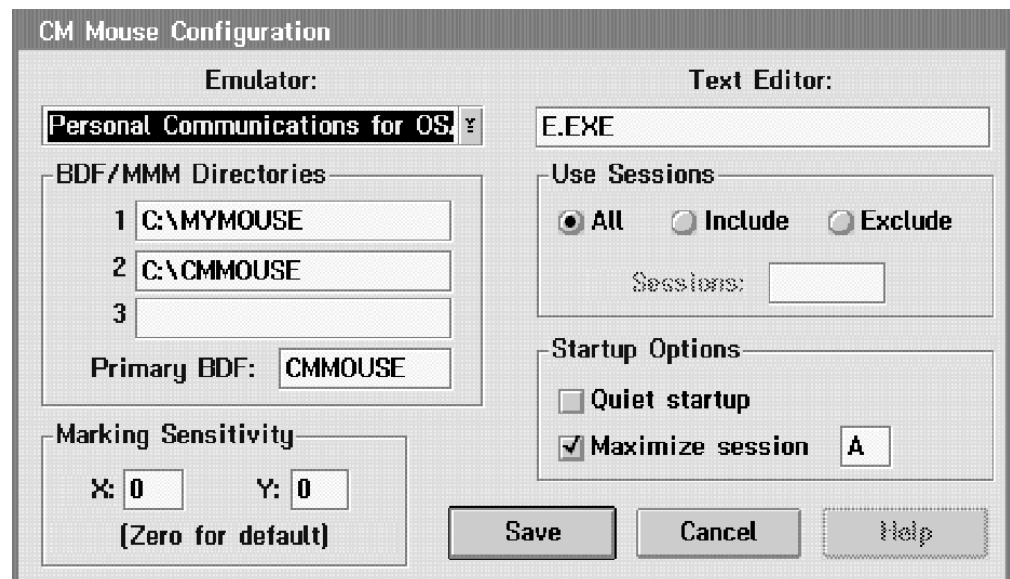 CM Mouse Configuration
Emulator:
Personal Communications for OS/
BDF/MMM Directories
1 C:\MYMOUSE
2 C:\CMMOUSE
3
Primary BDF: CMMOUSE
Marking Sensitivity
X: 0 Y: 0
(Zero for default)
Text Editor:
E.EXE
Use Sessions
All Include Exclude
Sessions:
Startup Options
Quiet startup
Maximize session A
Save Cancel Help